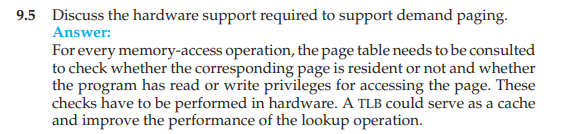 9.5 Discuss the hardware support required to support demand paging.
Answer:
For every memory-access operation, the page table needs to be consulted
to check whether the corresponding page is resident or not and whether
the program has read or write privileges for accessing the page. These
checks have to be performed in hardware. A TLB could serve as a cache
and improve the performance of the lookup operation.